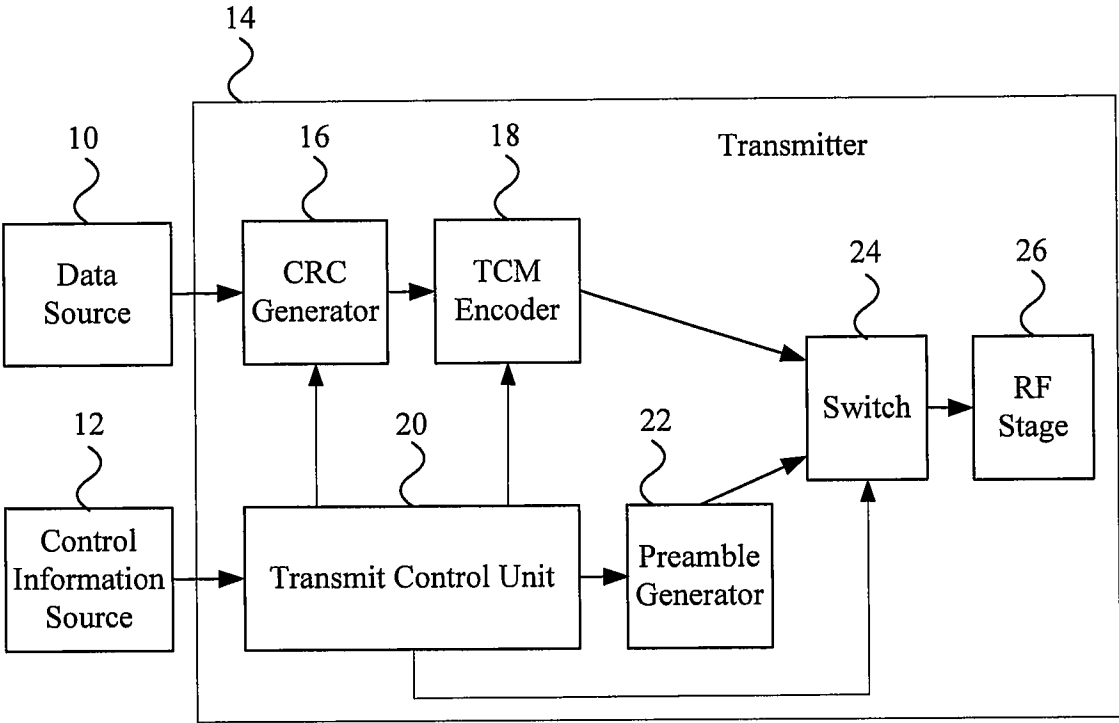 14
Transmitter
10
16
18
Data
Source
CRC
Generator
TCM
Encoder
24
26
Switch
RF
Stage
12
20
22
Control
Information
Source
Transmit Control Unit
Preamble
Generator